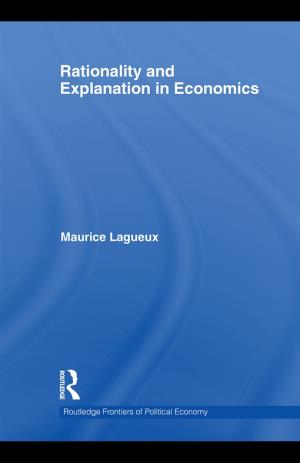 Rationality and
Explanation in Economics
Maurice Lagueux
ROUTLEDGE
Routledge Frontiers of Political Economy